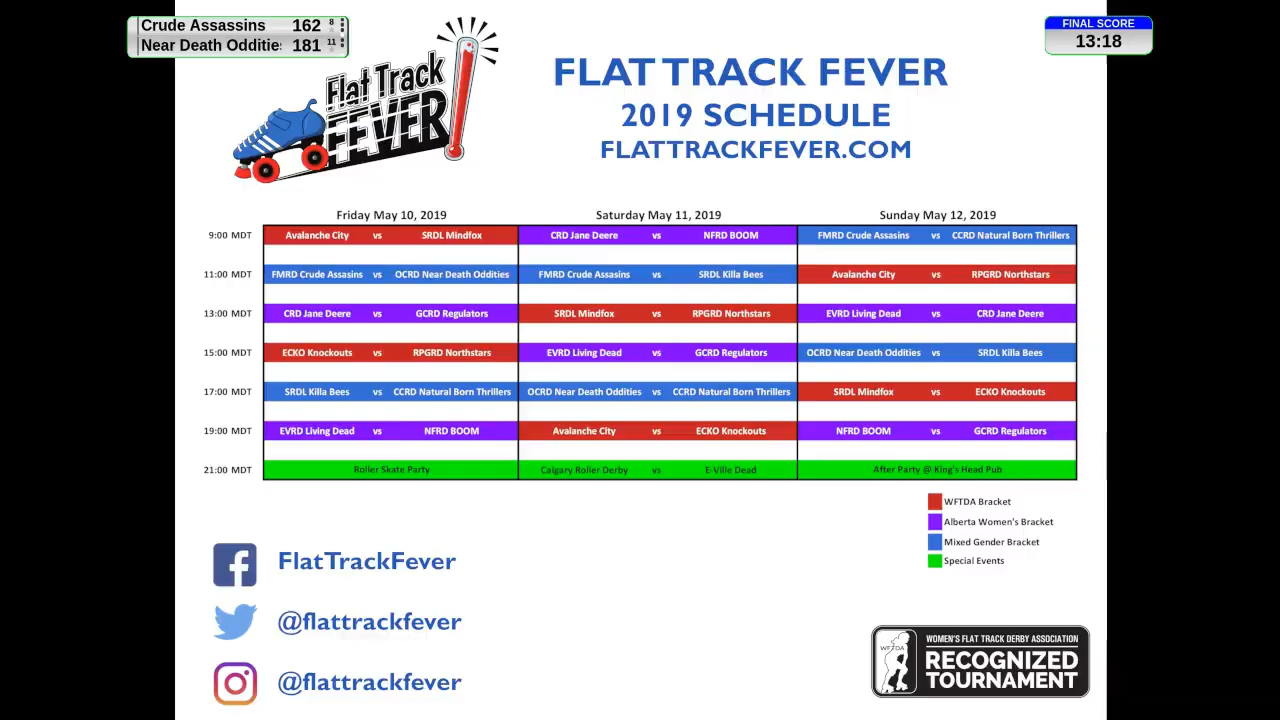 Crude Assassins 162 8
Near Death Odditie 181 11
FINAL SCORE
13:18
Flat Track
FEVER
FLAT TRACK FEVER
2019 SCHEDULE
FLATTRACKFEVER.COM
Friday May 10, 2019 Saturday May 11, 2019 Sunday May 12, 2019
9:00 MDT Avalanche City vs SRDL Mindfox CRD Jane Deere vs NFRD BOOM FMRD Crude Assasins vs CCRD Natural Born Thrillers
11:00 MDT FMRD Crude Assasins vs OCRD Near Death Oddities FMRD Crude Assasins vs SRDL Killa Bees Avalanche City vs RPGRD Northstars
13:00 MDT CRD Jane Deere vs GCRD Regulators SRDL Mindfox vs RPGRD Northstars EVRD Living Dead vs CRD Jane Deere
15:00 MDT ECKO Knockouts vs RPGRD Northstars EVRD Living Dead vs GCRD Regulators OCRD Near Death Oddities vs SRDL Killa Bees
17:00 MDT SRDL Killa Bees vs CCRD Natural Born Thrillers OCRD Near Death Oddities vs CCRD Natural Born Thrillers SRDL Mindfox vs ECKO Knockouts
19:00 MDT EVRD Living Dead vs NFRD BOOM Avalanche City vs ECKO Knockouts NFRD BOOM vs GCRD Regulators
21:00 MDT Roller Skate Party Calgary Roller Derby vs E-Ville Dead After Party @ King's Head Pub
WFTDA Bracket
Alberta Women's Bracket
Mixed Gender Bracket
Special Events
FlatTrackFever
@flattrackfever
@flattrackfever
WFTDA
WOMEN'S FLAT TRACK DERBY ASSOCIATION
RECOGNIZED
TOURNAMENT